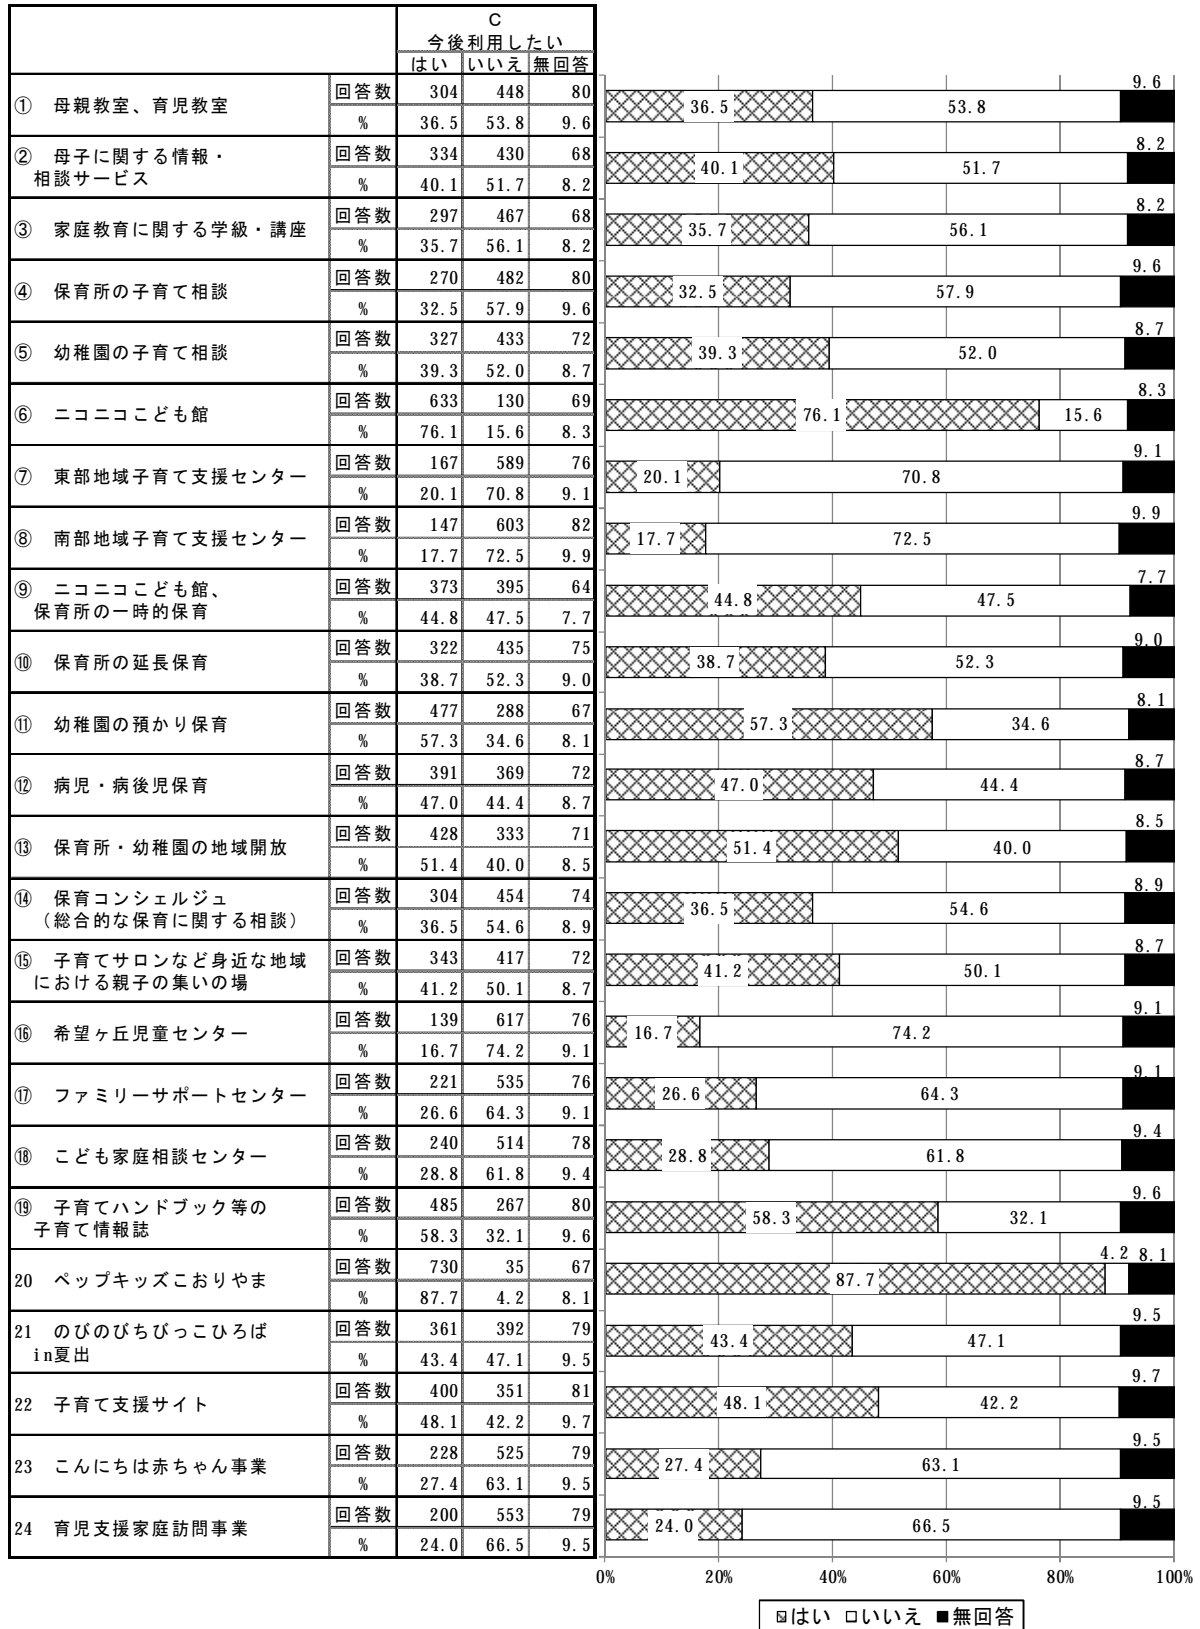 C
今後利用したい
はい いいえ 無回答
① 母親教室、育児教室 回答数 304 448 80
% 36.5 53.8 9.6
② 母子に関する情報・
相談サービス 回答数 334 430 68
% 40.1 51.7 8.2
③ 家庭教育に関する学級・講座 回答数 297 467 68
% 35.7 56.1 8.2
④ 保育所の子育て相談 回答数 270 482 80
% 32.5 57.9 9.6
⑤ 幼稚園の子育て相談 回答数 327 433 72
% 39.3 52.0 8.7
⑥ ニコニコこども館 回答数 633 130 69
% 76.1 15.6 8.3
⑦ 東部地域子育て支援センター 回答数 167 589 76
% 20.1 70.8 9.1
⑧ 南部地域子育て支援センター 回答数 147 603 82
% 17.7 72.5 9.9
⑨ ニコニコこども館、
保育所の一時的保育 回答数 373 395 64
% 44.8 47.5 7.7
⑩ 保育所の延長保育 回答数 322 435 75
% 38.7 52.3 9.0
⑪ 幼稚園の預かり保育 回答数 477 288 67
% 57.3 34.6 8.1
⑫ 病児・病後児保育 回答数 391 369 72
% 47.0 44.4 8.7
⑬ 保育所・幼稚園の地域開放 回答数 428 333 71
% 51.4 40.0 8.5
⑭ 保育コンシェルジュ
（総合的な保育に関する相談） 回答数 304 454 74
% 36.5 54.6 8.9
⑮ 子育てサロンなど身近な地域
における親子の集いの場 回答数 343 417 72
% 41.2 50.1 8.7
⑯ 希望ヶ丘児童センター 回答数 139 617 76
% 16.7 74.2 9.1
⑰ ファミリーサポートセンター 回答数 221 535 76
% 26.6 64.3 9.1
⑱ こども家庭相談センター 回答数 240 514 78
% 28.8 61.8 9.4
⑲ 子育てハンドブック等の
子育て情報誌 回答数 485 267 80
% 58.3 32.1 9.6
20 ペップキッズこおりやま 回答数 730 35 67
% 87.7 4.2 8.1
21 のびのびちびっこひろば
in夏出 回答数 361 392 79
% 43.4 47.1 9.5
22 子育て支援サイト 回答数 400 351 81
% 48.1 42.2 9.7
23 こんにちは赤ちゃん事業 回答数 228 525 79
% 27.4 63.1 9.5
24 育児支援家庭訪問事業 回答数 200 553 79
% 24.0 66.5 9.5
36.5 53.8 9.6
40.1 51.7 8.2
35.7 56.1 8.2
32.5 57.9 9.6
39.3 52.0 8.7
76.1 15.6 8.3
20.1 70.8 9.1
17.7 72.5 9.9
44.8 47.5 7.7
38.7 52.3 9.0
57.3 34.6 8.1
47.0 44.4 8.7
51.4 40.0 8.5
36.5 54.6 8.9
41.2 50.1 8.7
16.7 74.2 9.1
26.6 64.3 9.1
28.8 61.8 9.4
58.3 32.1 9.6
87.7 4.2 8.1
43.4 47.1 9.5
48.1 42.2 9.7
27.4 63.1 9.5
24.0 66.5 9.5
0% 20% 40% 60% 80% 100%
はい いいえ 無回答